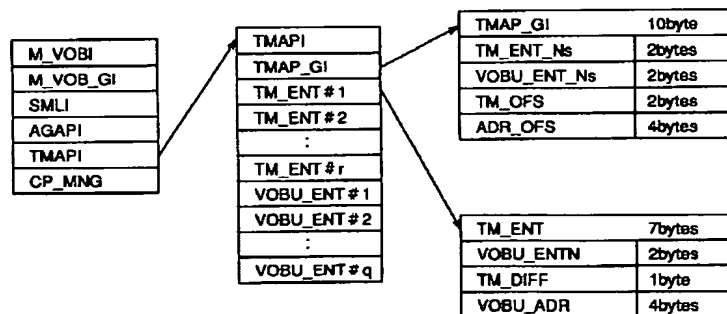 M_VOBI
M_VOB_GI
SMLI
AGAPI
TMAPI
CP_MNG
TMAPI
TMAP_GI
TM_ENT#1
TM_ENT#2
:
TM_ENT#r
VOBU_ENT#1
VOBU_ENT#2
:
VOBU_ENT#q
TMAP_GI 10byte
TM_ENT_Ns 2bytes
VOBU_ENT_Ns 2bytes
TM_OFS 2bytes
ADR_OFS 4bytes
TM_ENT 7bytes
VOBU_ENTN 2bytes
TM_DIFF 1byte
VOBU_ADR 4bytes